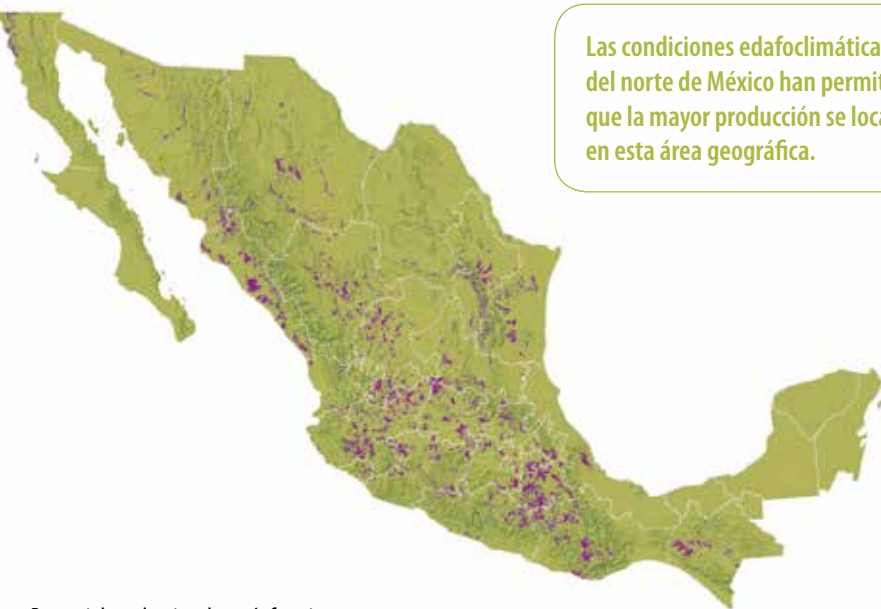 Las condiciones edafoclimática
del norte de México han permit
que la mayor producción se loca
en esta área geográfica.